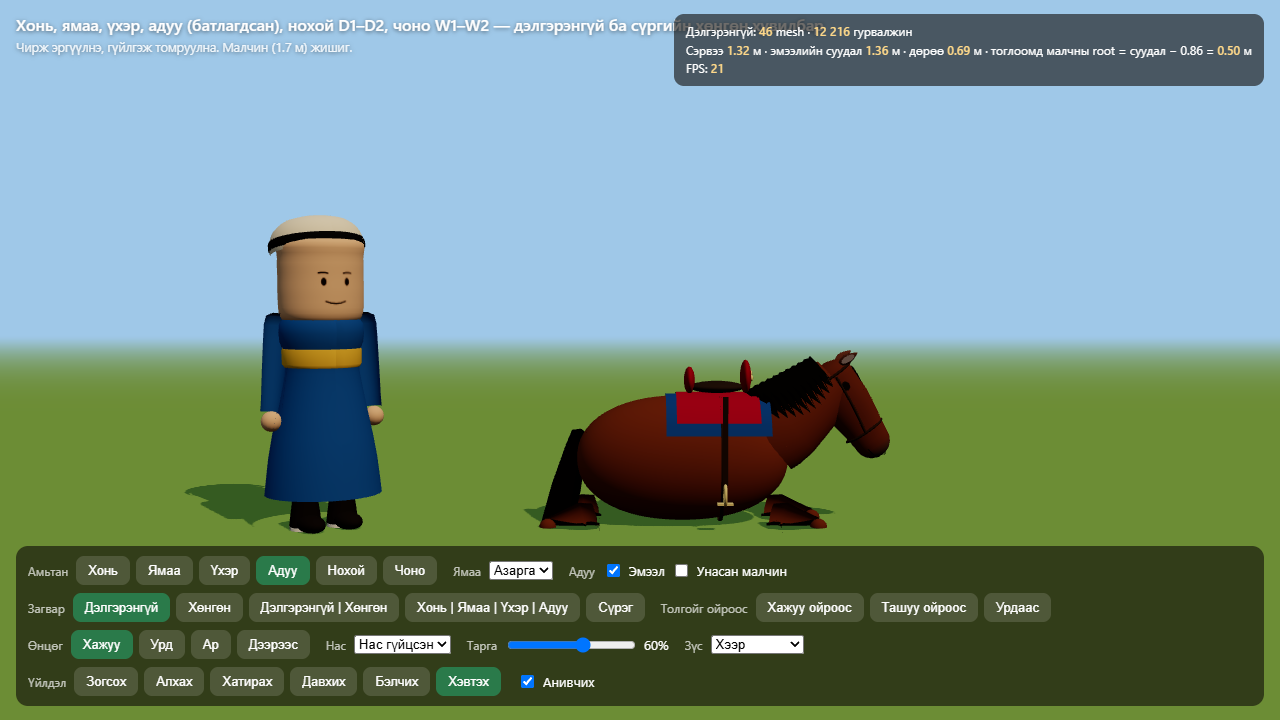 Хонь, ямаа, үхэр, адуу (батлагдсан), нохой D1–D2, чоно W1–W2 — дэлгэрэнгүй ба сүргийн хөнгөн хувилбар
Чирж эргүүлнэ, гүйлгэж томруулна. Малчин (1.7 м) жишиг.
Дэлгэрэнгүй: 46 mesh · 12 216 гурвалжин
Сэрвээ 1.32 м · эмээлийн суудал 1.36 м · дөрөө 0.69 м · тоглоомд малчны root = суудал − 0.86 = 0.50 м
FPS: 21
Амьтан Хонь Ямаа Үхэр Адуу Нохой Чоно Ямаа Азарга Адуу Эмээл Унасан малчин
Загвар Дэлгэрэнгүй Хөнгөн Дэлгэрэнгүй | Хөнгөн Хонь | Ямаа | Үхэр | Адуу Сүрэг Толгойг ойроос Хажуу ойроос Ташуу ойроос Урдаас
Өнцөг Хажуу Урд Ар Дээрээс Нас Нас гүйцсэн Тарга 60% Зүс Хээр
Үйлдэл Зогсох Алхах Хатирах Давхих Бэлчих Хэвтэх Анивчих